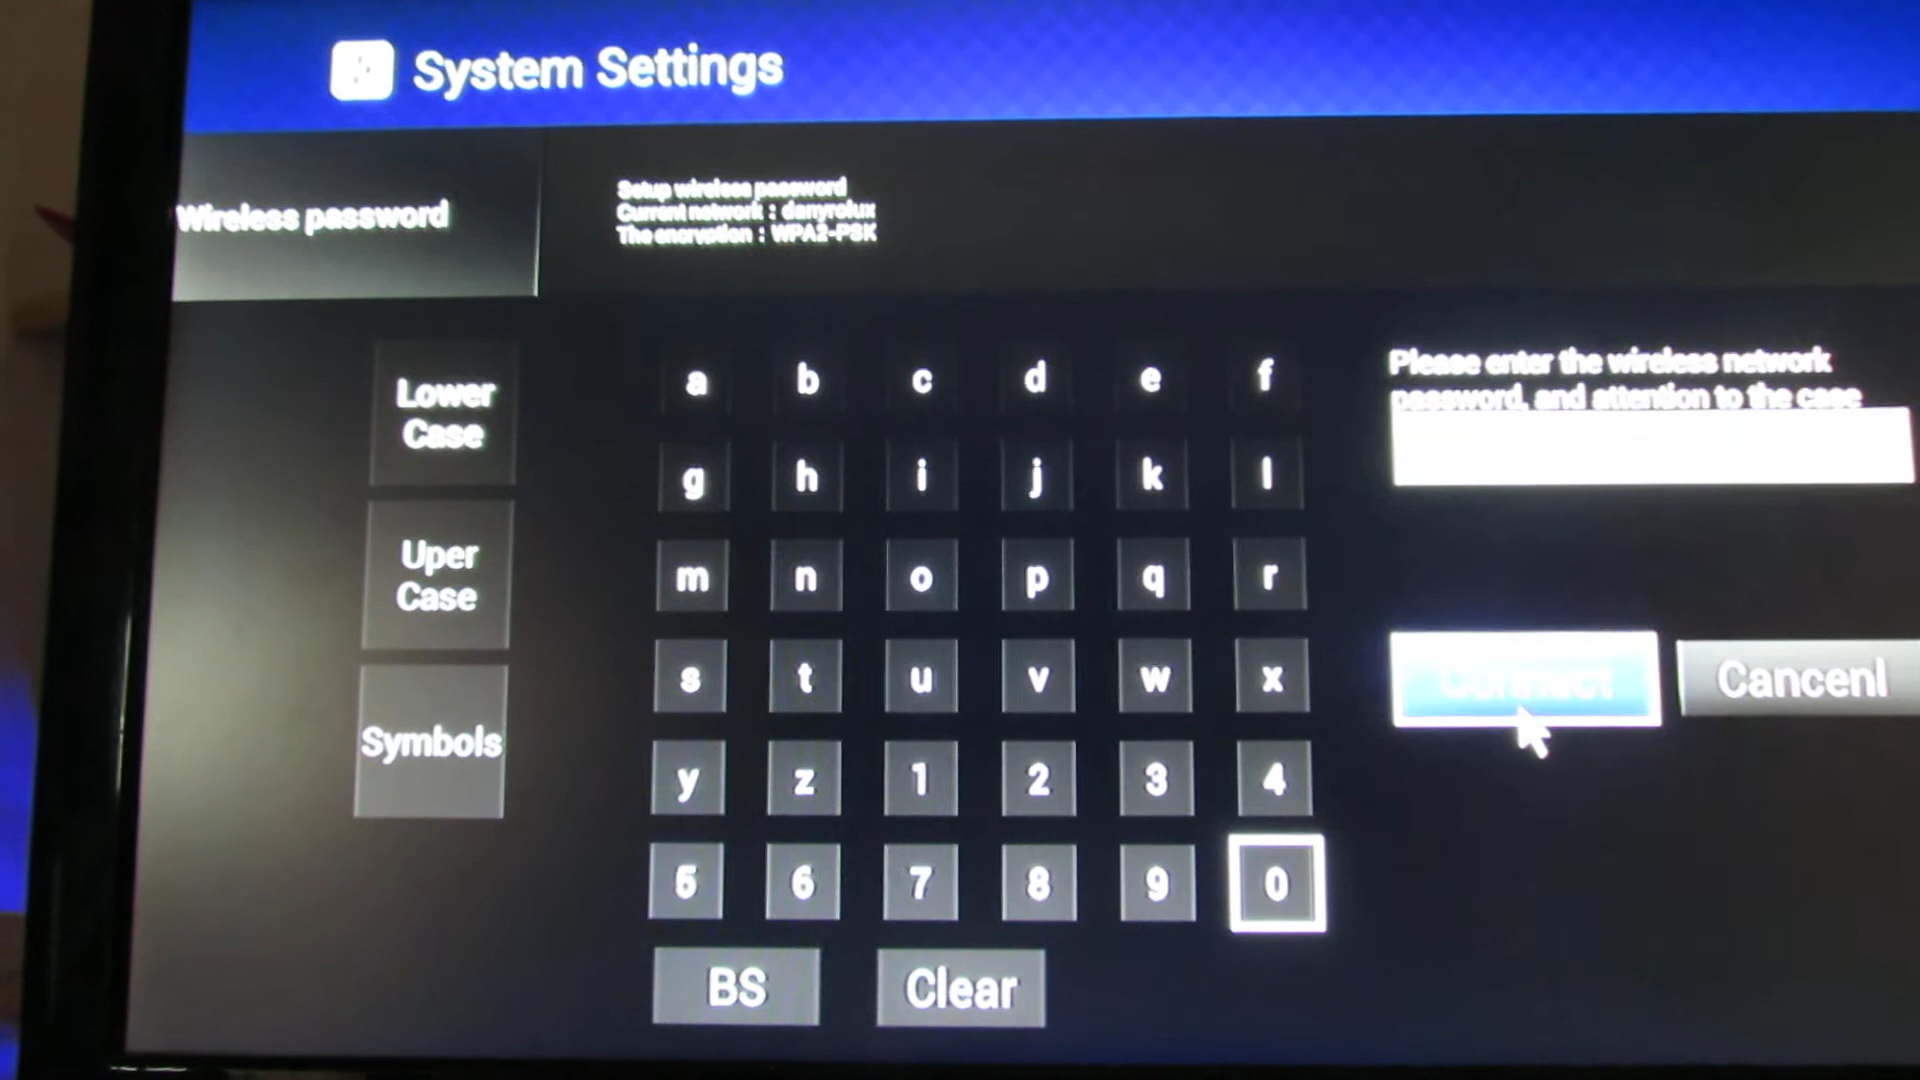 System Settings
Wireless password
Setup wireless password
Current network : danyrolux
The encryption : WPA2-PSK
Lower
Case
Uper
Case
Symbols
a b c d e f
g h i j k l
m n o p q r
s t u v w x
y z 1 2 3 4
5 6 7 8 9 0
BS Clear
Please enter the wireless network
password, and attention to the case
Connect Cancenl